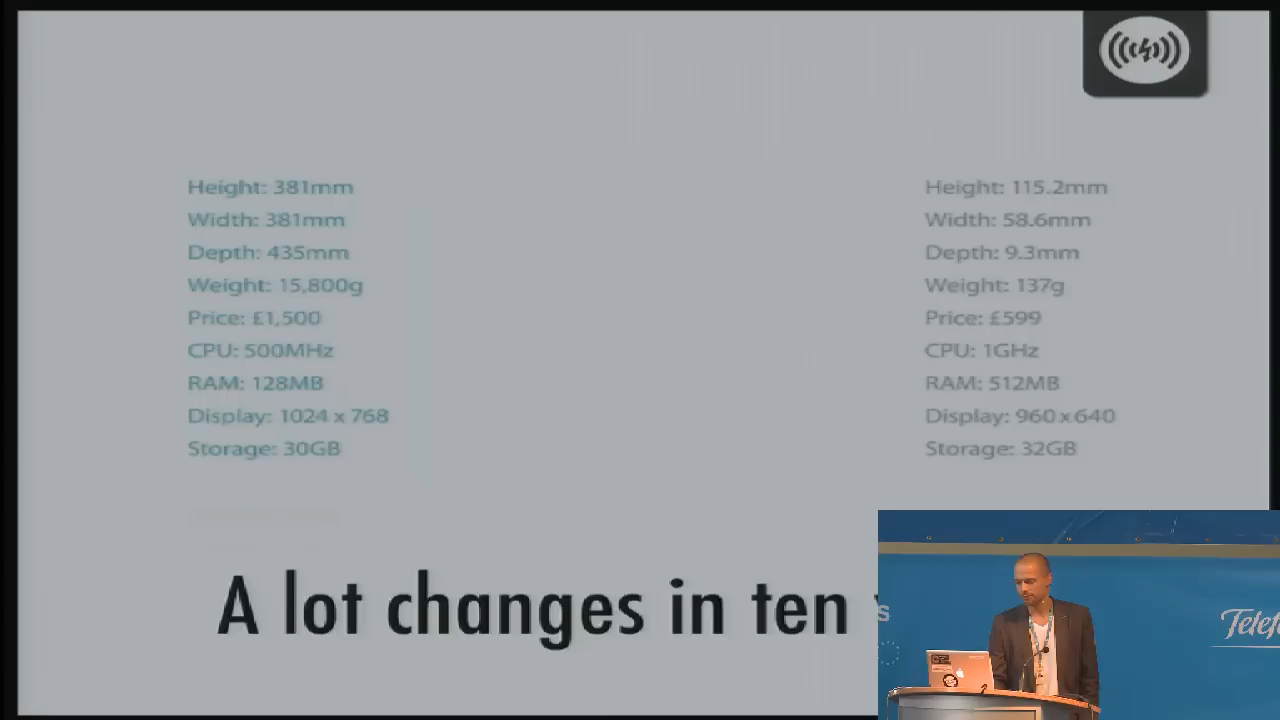 Height: 381mm
Width: 381mm
Depth: 435mm
Weight: 15,800g
Price: £1,500
CPU: 500MHz
RAM: 128MB
Display: 1024 x 768
Storage: 30GB
Height: 115.2mm
Width: 58.6mm
Depth: 9.3mm
Weight: 137g
Price: £599
CPU: 1GHz
RAM: 512MB
Display: 960 x 640
Storage: 32GB
A lot changes in ten
Telef